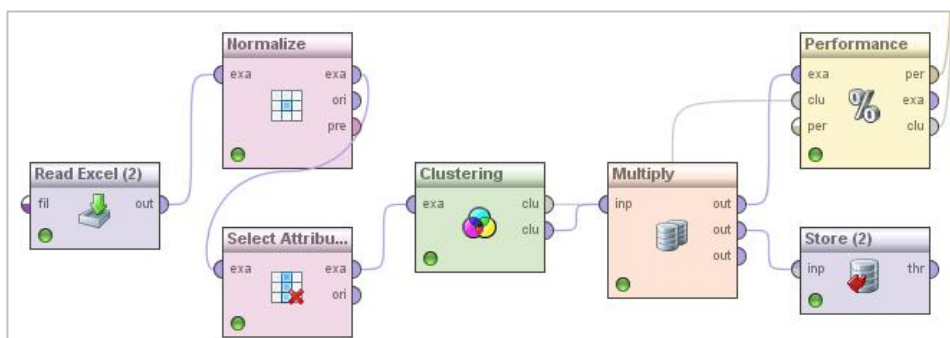 Normalize
exa exa
ori
pre
Read Excel (2)
fil out
Select Attribu...
exa exa
ori
Clustering
exa clu
clu
Multiply
inp out
out
out
Performance
exa per
clu exa
per clu
%
Store (2)
inp thr